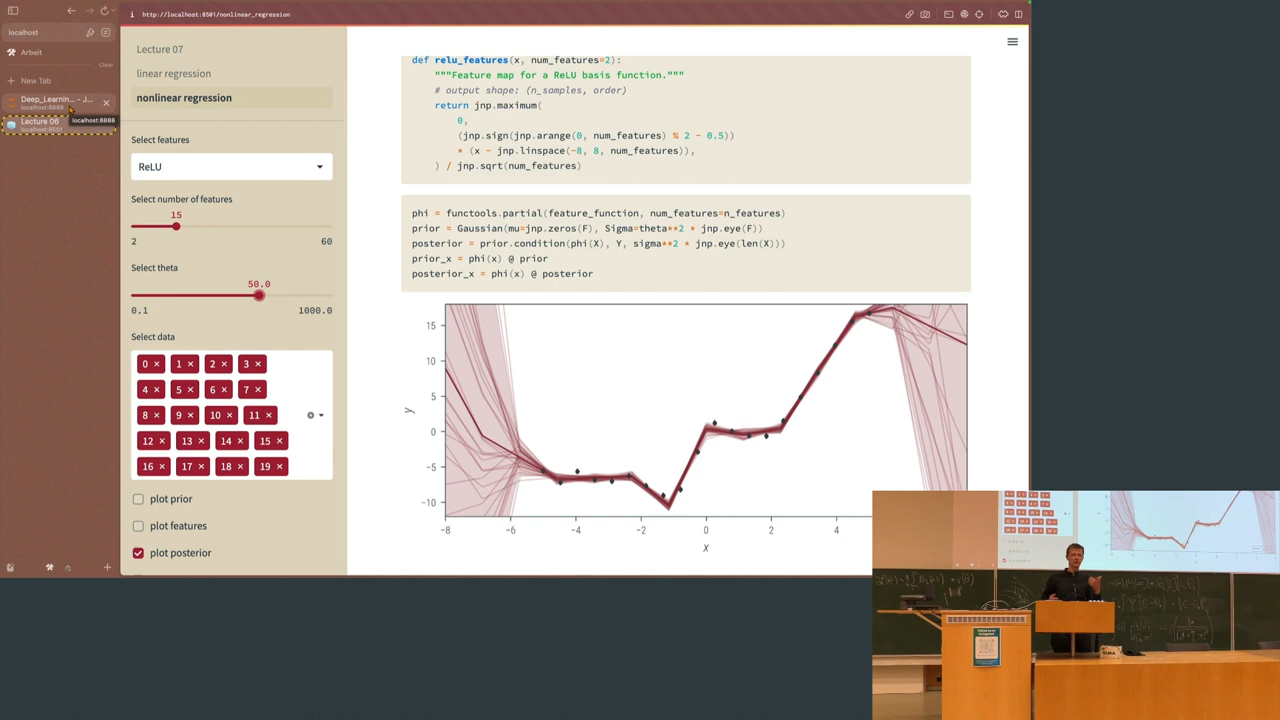 http://localhost:8501/nonlinear_regression
localhost
Arbeit
Clear
New Tab
Deep_Learnin... - J...
localhost:8888
Lecture 06
localhost:8501
localhost:8888
Lecture 07
linear regression
nonlinear regression
Select features
ReLU
Select number of features
15
2 60
Select theta
50.0
0.1 1000.0
Select data
0 × 1 × 2 × 3 ×
4 × 5 × 6 × 7 ×
8 × 9 × 10 × 11 ×
12 × 13 × 14 × 15 ×
16 × 17 × 18 × 19 ×
plot prior
plot features
plot posterior
def relu_features(x, num_features=2):
"""Feature map for a ReLU basis function."""
# output shape: (n_samples, order)
return jnp.maximum(
0,
(jnp.sign(jnp.arange(0, num_features) % 2 - 0.5))
* (x - jnp.linspace(-8, 8, num_features)),
) / jnp.sqrt(num_features)
phi = functools.partial(feature_function, num_features=n_features)
prior = Gaussian(mu=jnp.zeros(F), Sigma=theta**2 * jnp.eye(F))
posterior = prior.condition(phi(X), Y, sigma**2 * jnp.eye(len(X)))
prior_x = phi(x) @ prior
posterior_x = phi(x) @ posterior
15
10
5
0
−5
−10
y
−8 −6 −4 −2 0 2 4
x